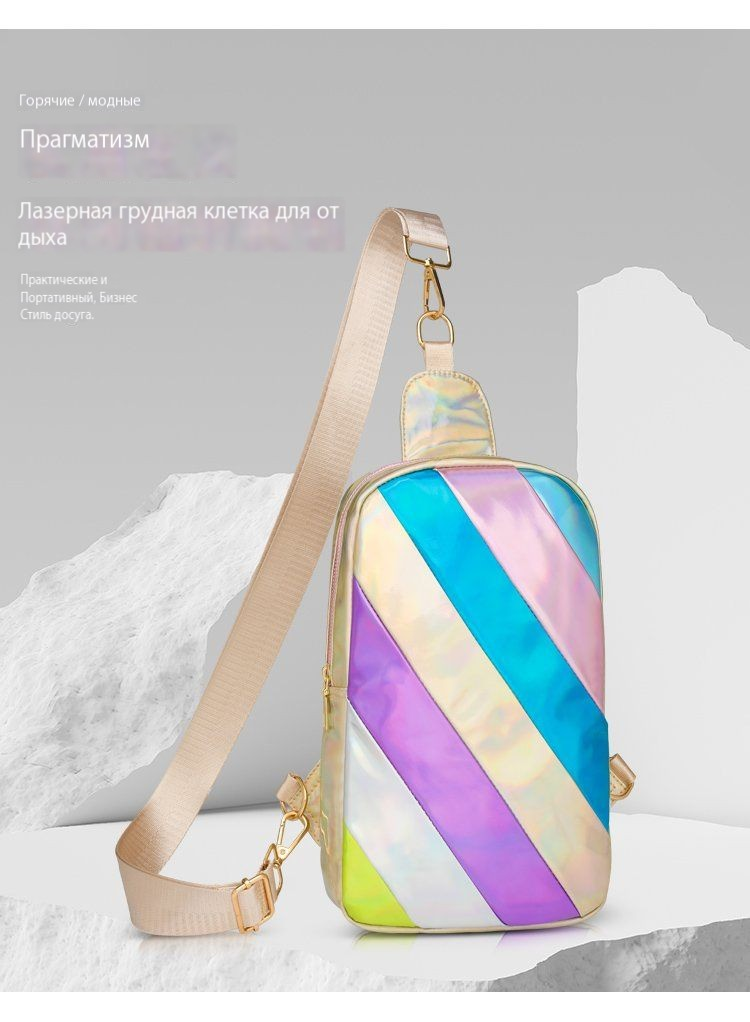 Горячие / модные
Прагматизм
Лазерная грудная клетка для от
дыха
Практические и
Портативный, Бизнес
Стиль досуга.